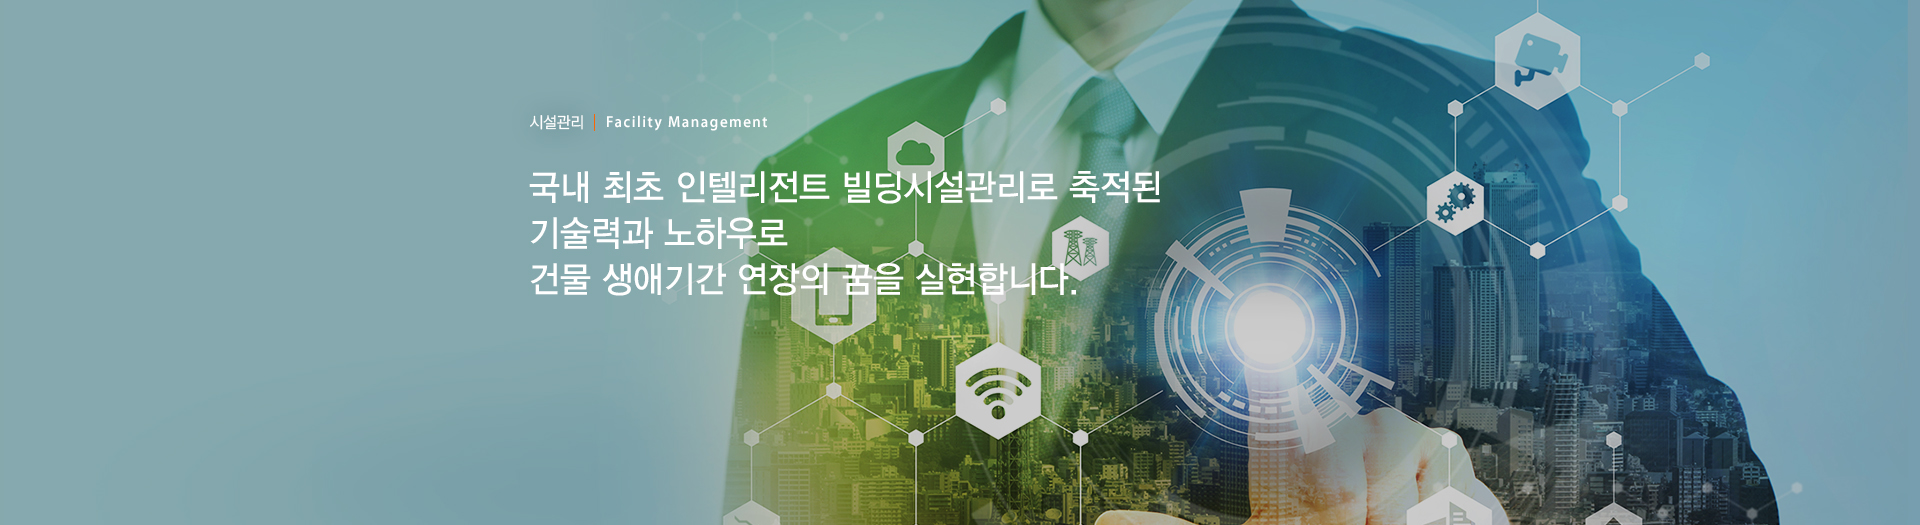 시설관리 | Facility Management
국내 최초 인텔리전트 빌딩시설관리로 축적된
기술력과 노하우로
건물 생애기간 연장의 꿈을 실현합니다.